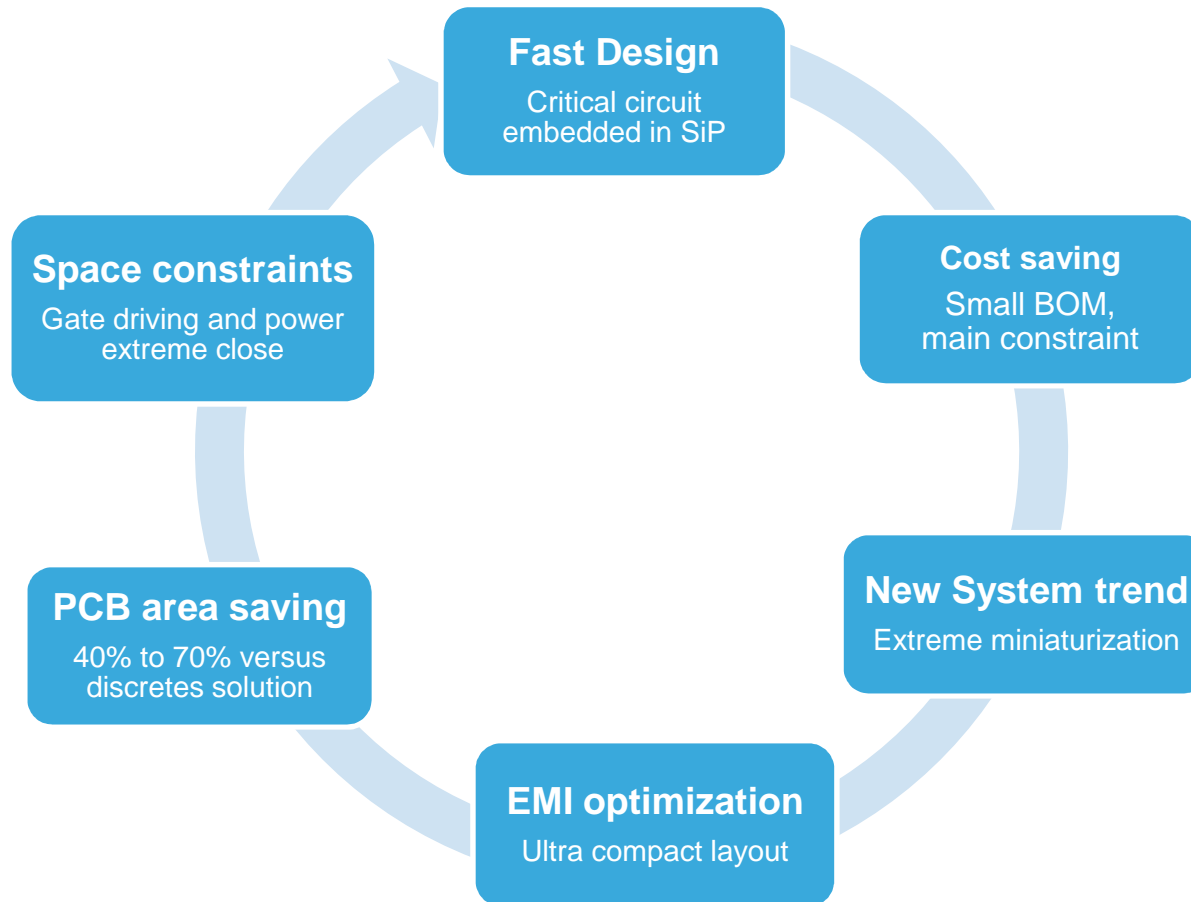 Fast Design
Critical circuit
embedded in SiP
Cost saving
Small BOM,
main constraint
New System trend
Extreme miniaturization
EMI optimization
Ultra compact layout
PCB area saving
40% to 70% versus
discretes solution
Space constraints
Gate driving and power
extreme close